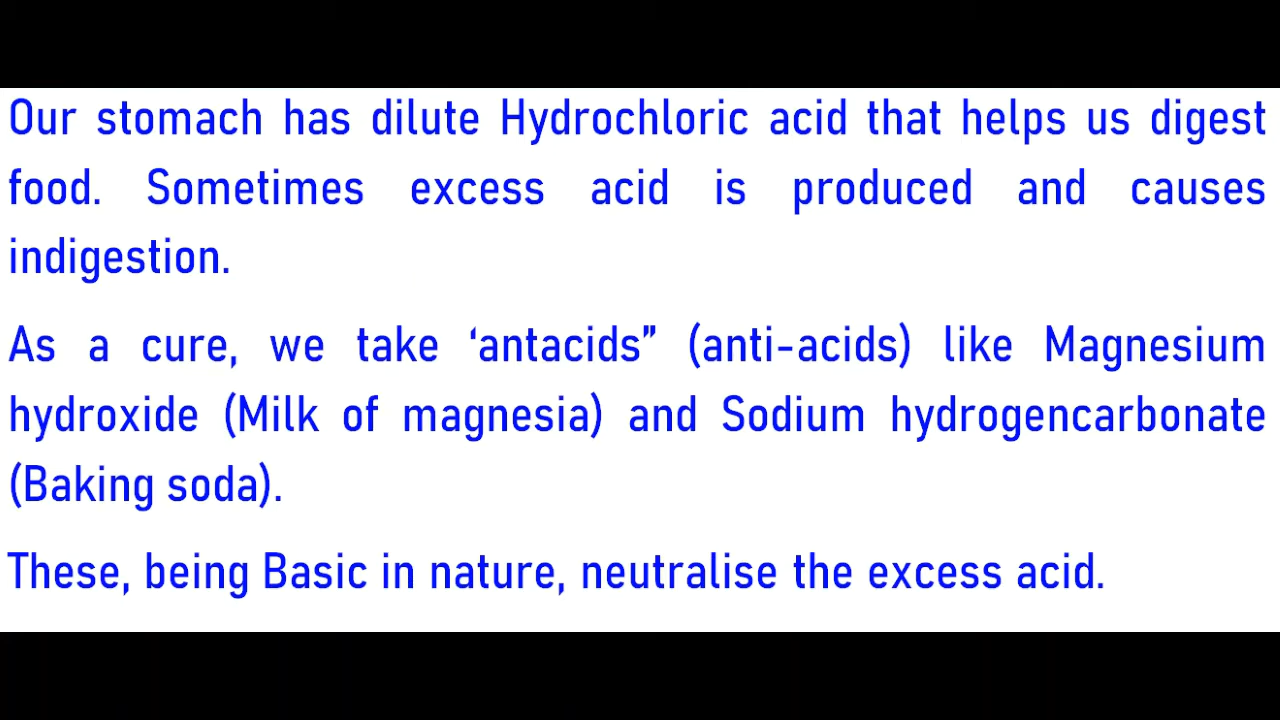 Our stomach has dilute Hydrochloric acid that helps us digest
food. Sometimes excess acid is produced and causes
indigestion.
As a cure, we take ‘antacids” (anti-acids) like Magnesium
hydroxide (Milk of magnesia) and Sodium hydrogencarbonate
(Baking soda).
These, being Basic in nature, neutralise the excess acid.